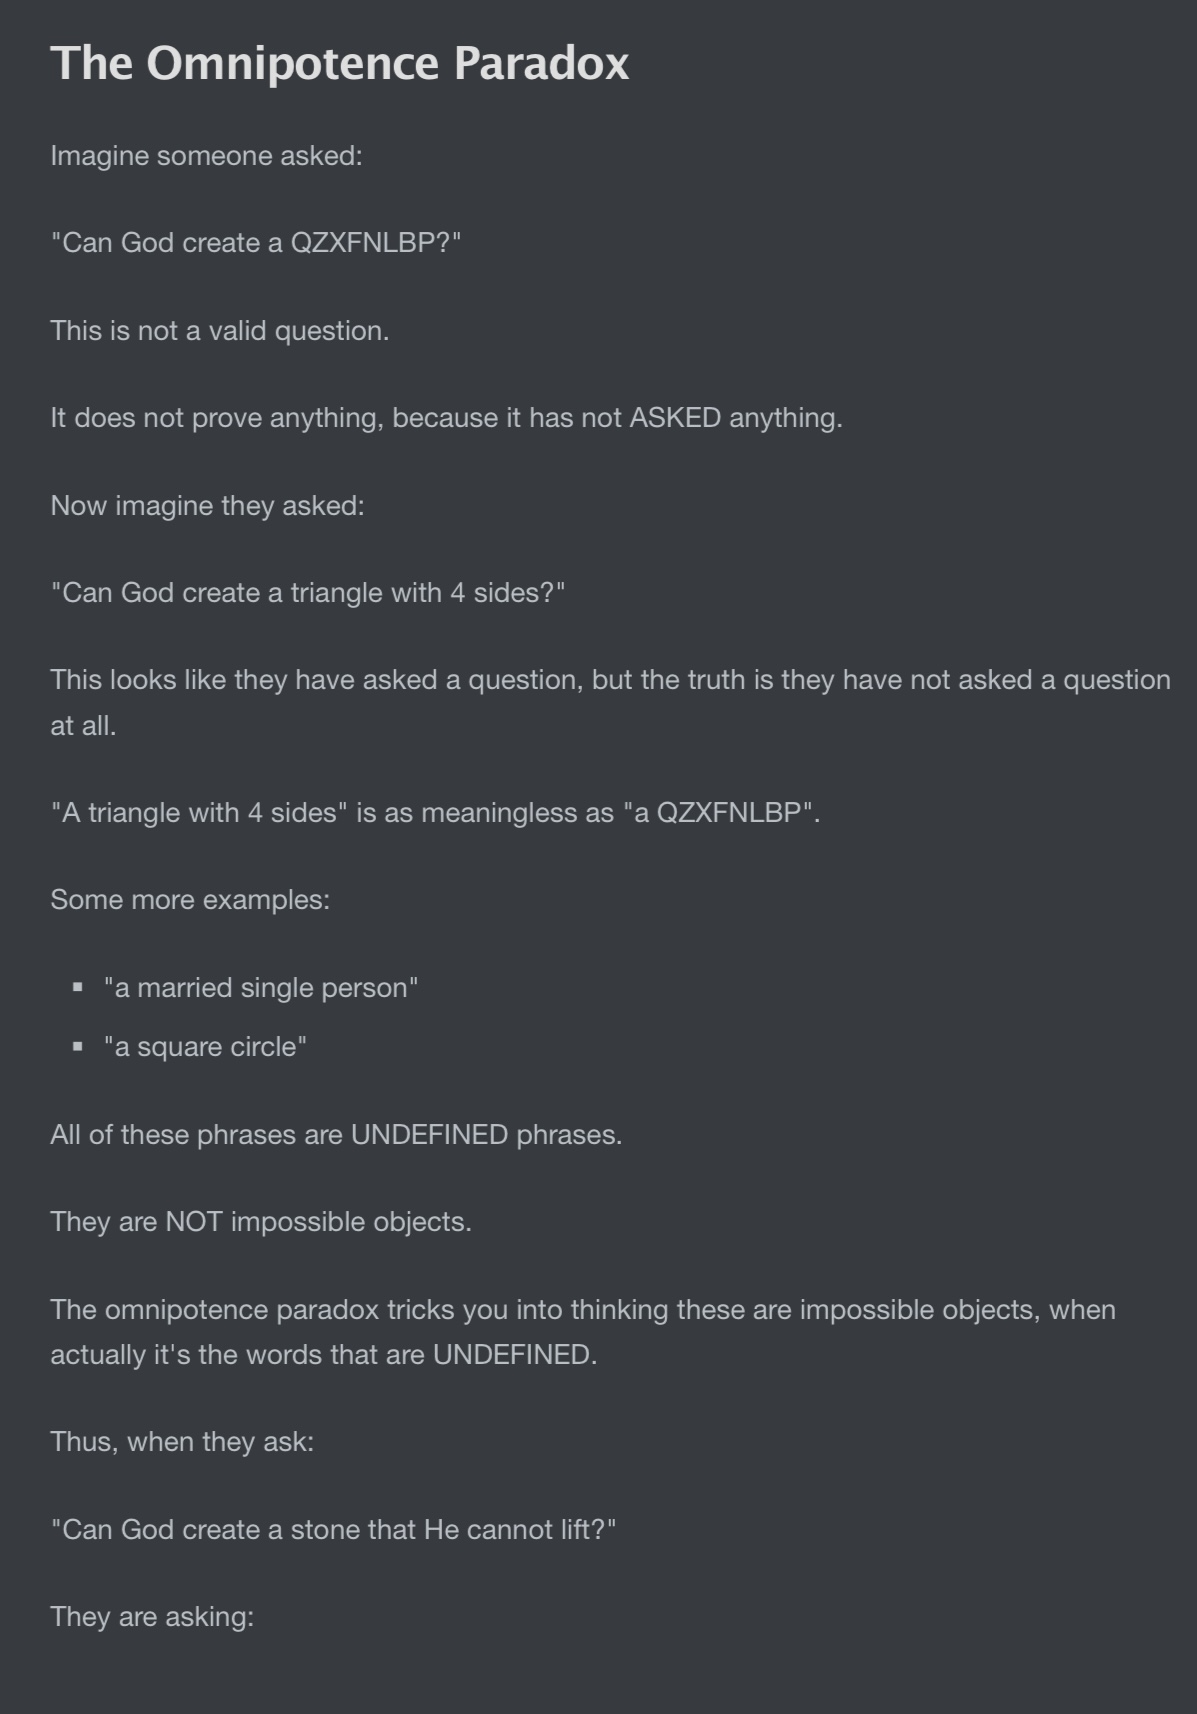 The Omnipotence Paradox
Imagine someone asked:
"Can God create a QZXFNLBP?"
This is not a valid question.
It does not prove anything, because it has not ASKED anything.
Now imagine they asked:
"Can God create a triangle with 4 sides?"
This looks like they have asked a question, but the truth is they have not asked a question
at all.
"A triangle with 4 sides" is as meaningless as "a QZXFNLBP".
Some more examples:
▪ "a married single person"
▪ "a square circle"
All of these phrases are UNDEFINED phrases.
They are NOT impossible objects.
The omnipotence paradox tricks you into thinking these are impossible objects, when
actually it's the words that are UNDEFINED.
Thus, when they ask:
"Can God create a stone that He cannot lift?"
They are asking: